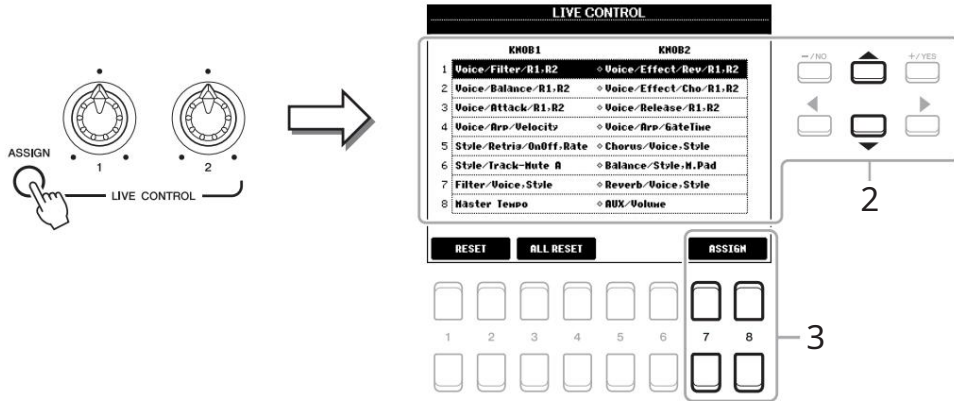 LIVE CONTROL
KNOB1 KNOB2
1 Voice/Filter/R1,R2 ◇Voice/Effect/Rev/R1,R2
2 Voice/Balance/R1,R2 ◇Voice/Effect/Cho/R1,R2
3 Voice/Attack/R1,R2 ◇Voice/Release/R1,R2
4 Voice/Arp/Velocity ◇Voice/Arp/GateTime
5 Style/Retrig/OnOff,Rate ◇Chorus/Voice,Style
6 Style/Track-Mute A ◇Balance/Style,M.Pad
7 Filter/Voice,Style ◇Reverb/Voice,Style
8 Master Tempo ◇AUX/Volume
RESET ALL RESET ASSIGN
ASSIGN
1 2
LIVE CONTROL
–/NO +/YES
2
1 2 3 4 5 6 7 8
3